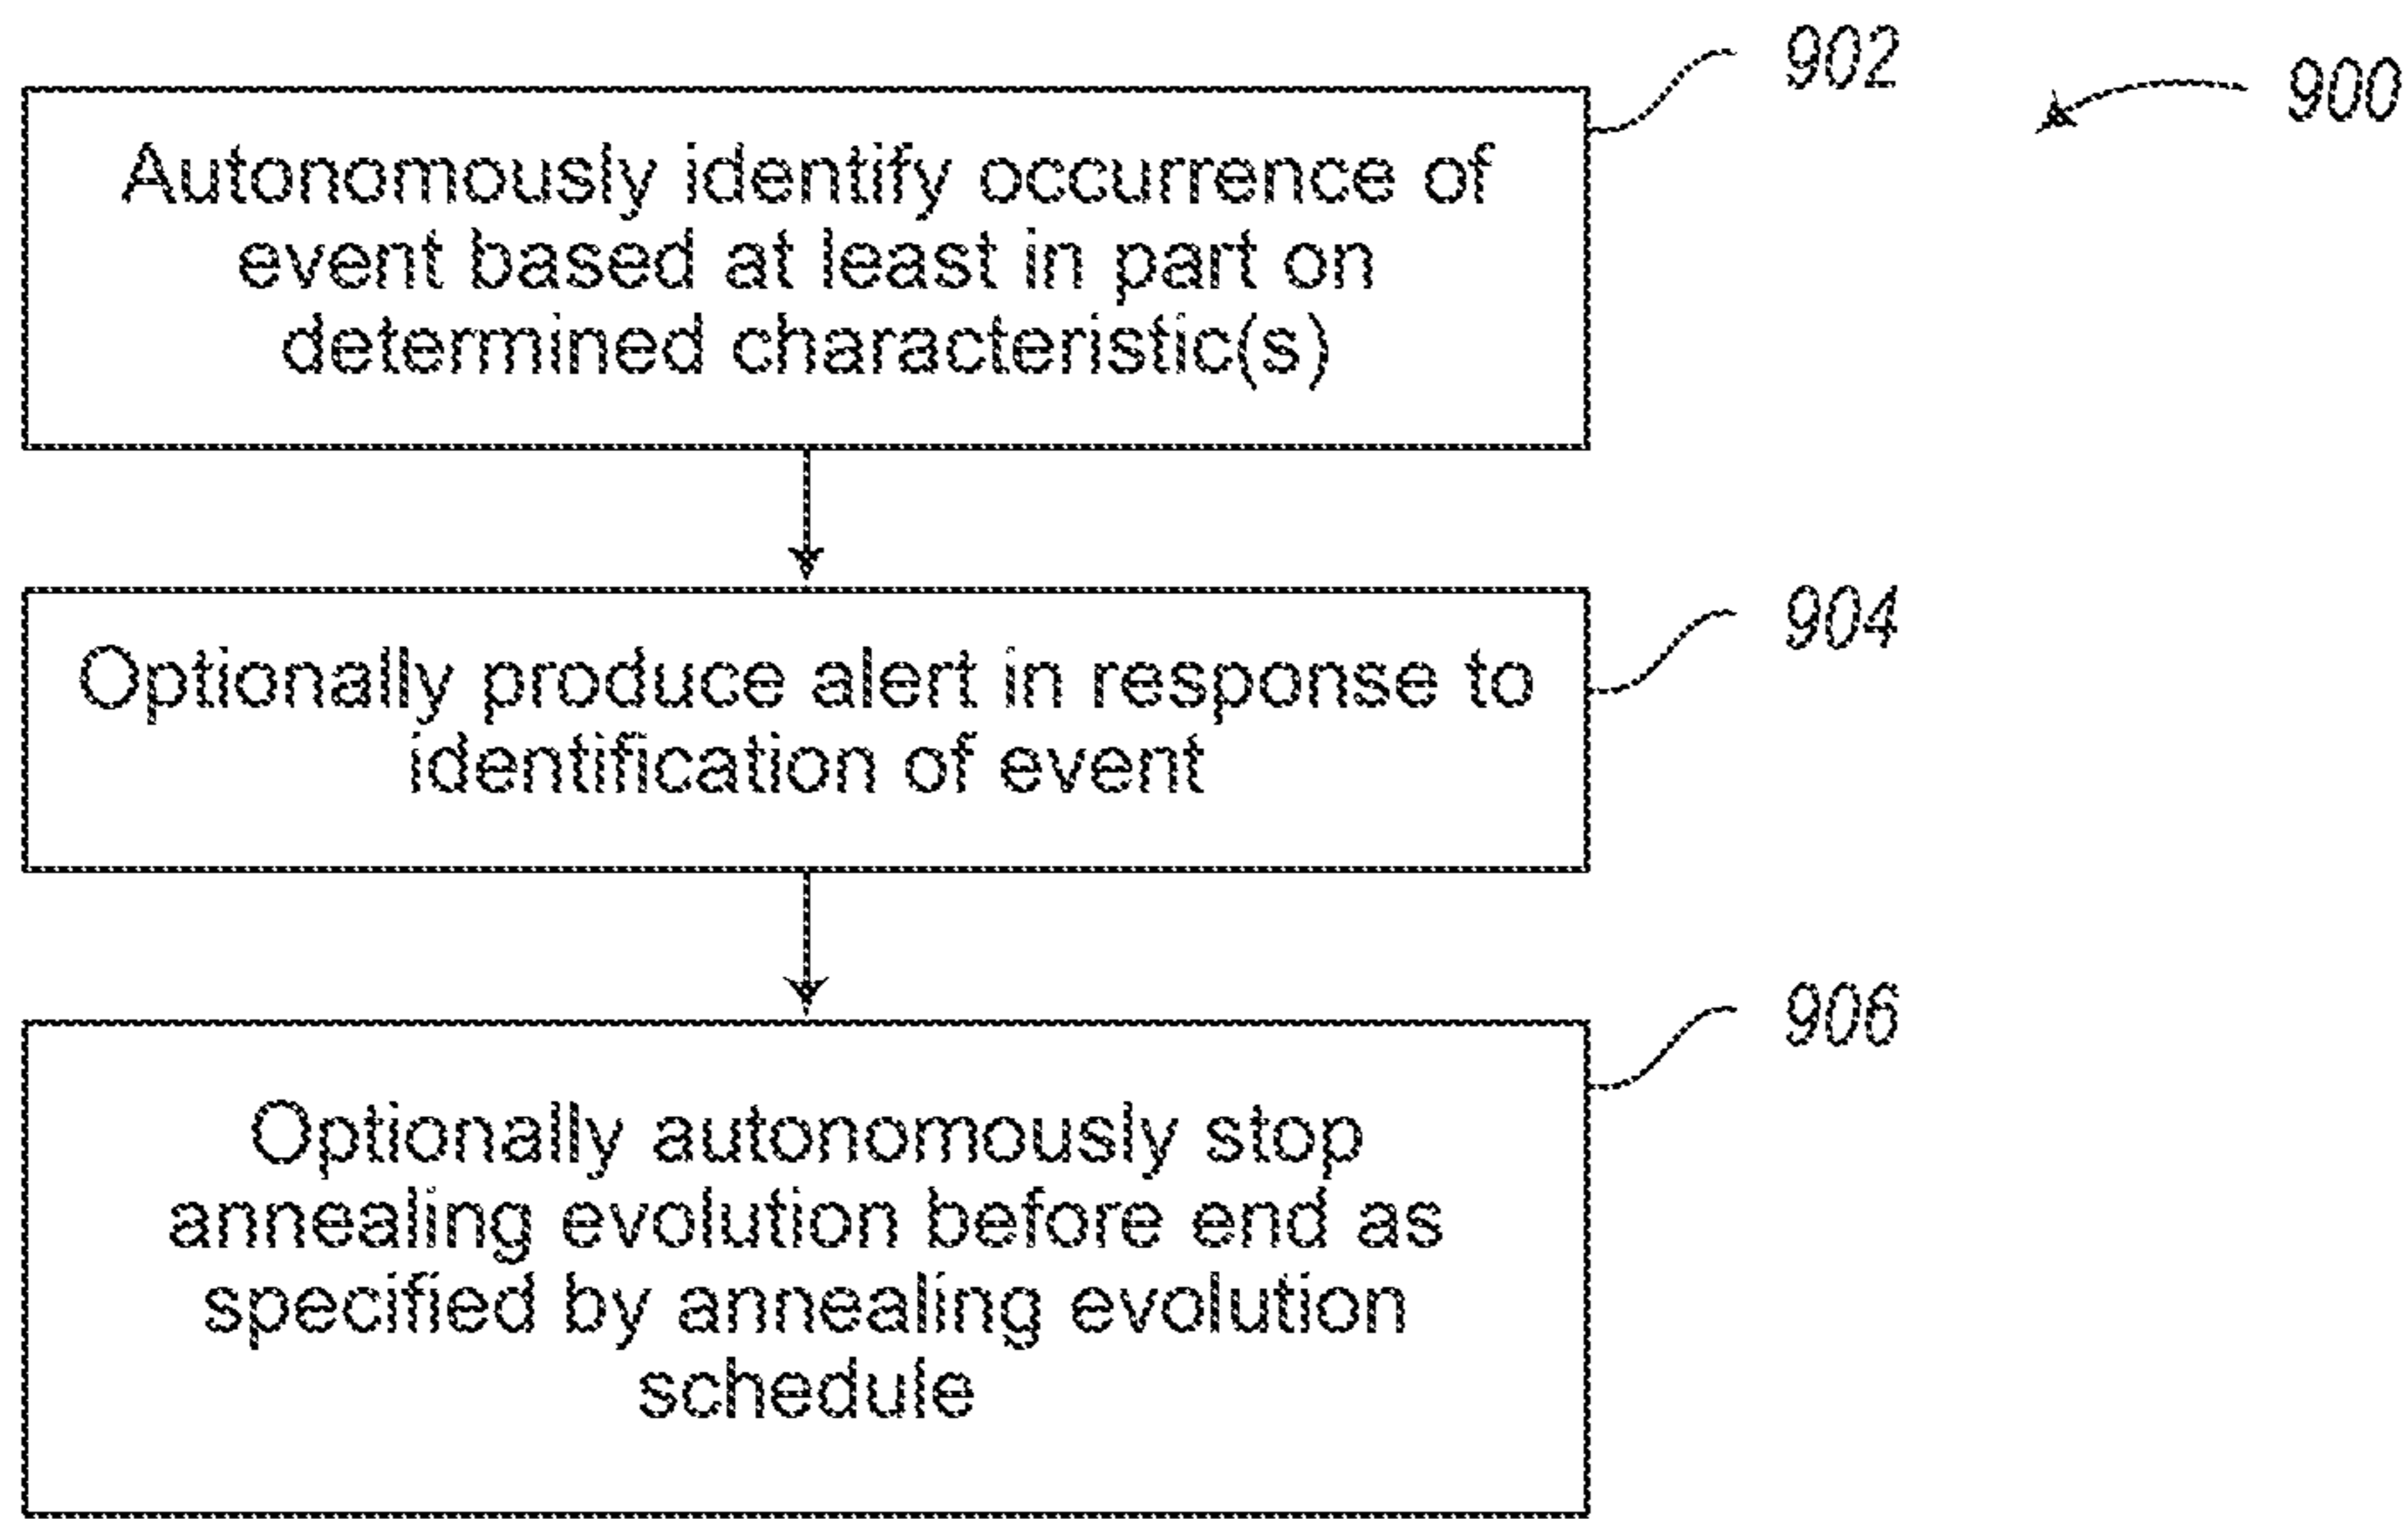 902
900
Autonomously identify occurrence of
event based at least in part on
determined characteristic(s)
904
Optionally produce alert in response to
identification of event
906
Optionally autonomously stop
annealing evolution before end as
specified by annealing evolution
schedule